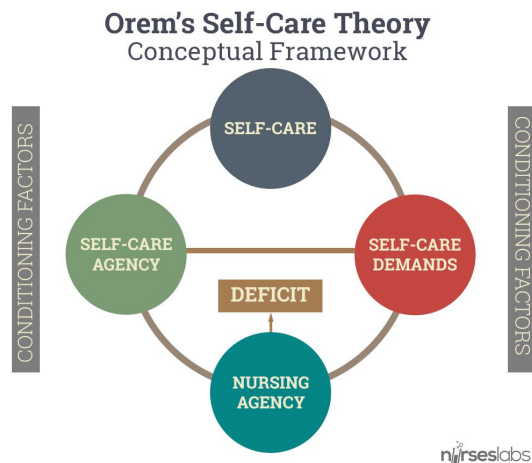 Orem's Self-Care Theory
Conceptual Framework
CONDITIONING FACTORS
SELF-CARE
CONDITIONING FACTORS
SELF-CARE
AGENCY
SELF-CARE
DEMANDS
DEFICIT
NURSING
AGENCY
nurseslabs